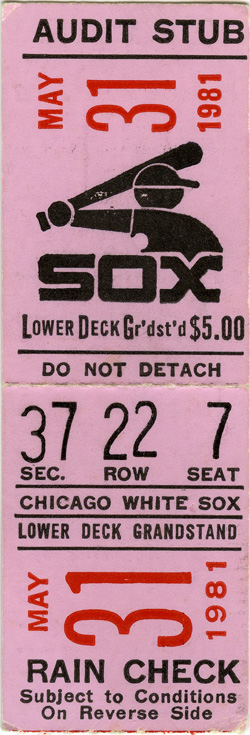 AUDIT STUB
MAY 31 1981
SOX
LOWER DECK Gr'dst'd $5.00
DO NOT DETACH
37 22 7
SEC. ROW SEAT
CHICAGO WHITE SOX
LOWER DECK GRANDSTAND
MAY 31 1981
RAIN CHECK
Subject to Conditions
On Reverse Side